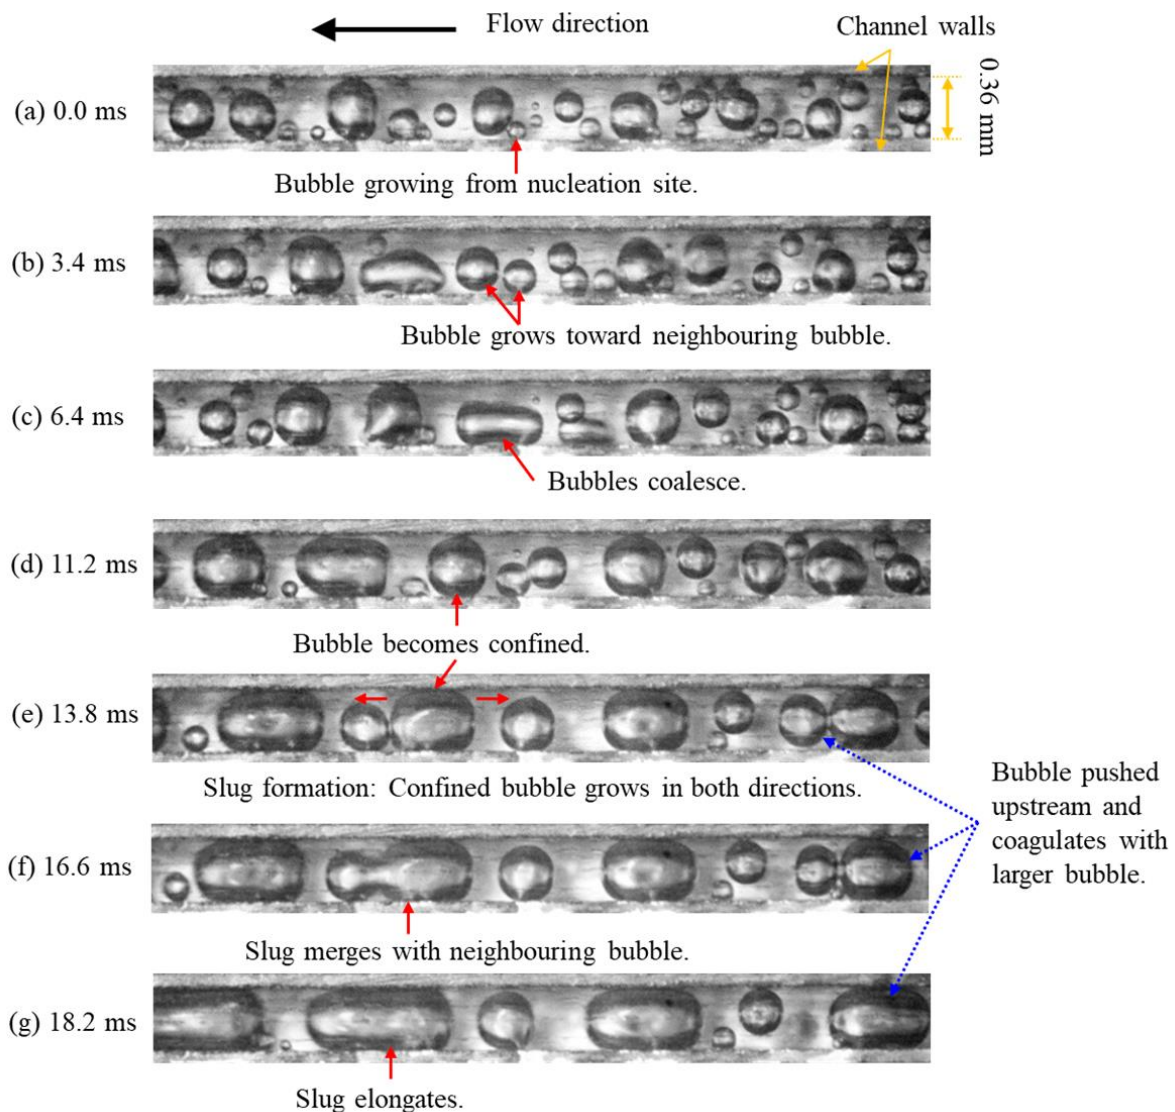 Flow direction
Channel walls
0.36 mm
(a) 0.0 ms
Bubble growing from nucleation site.
(b) 3.4 ms
Bubble grows toward neighbouring bubble.
(c) 6.4 ms
Bubbles coalesce.
(d) 11.2 ms
Bubble becomes confined.
(e) 13.8 ms
Slug formation: Confined bubble grows in both directions.
Bubble pushed
upstream and
coagulates with
larger bubble.
(f) 16.6 ms
Slug merges with neighbouring bubble.
(g) 18.2 ms
Slug elongates.